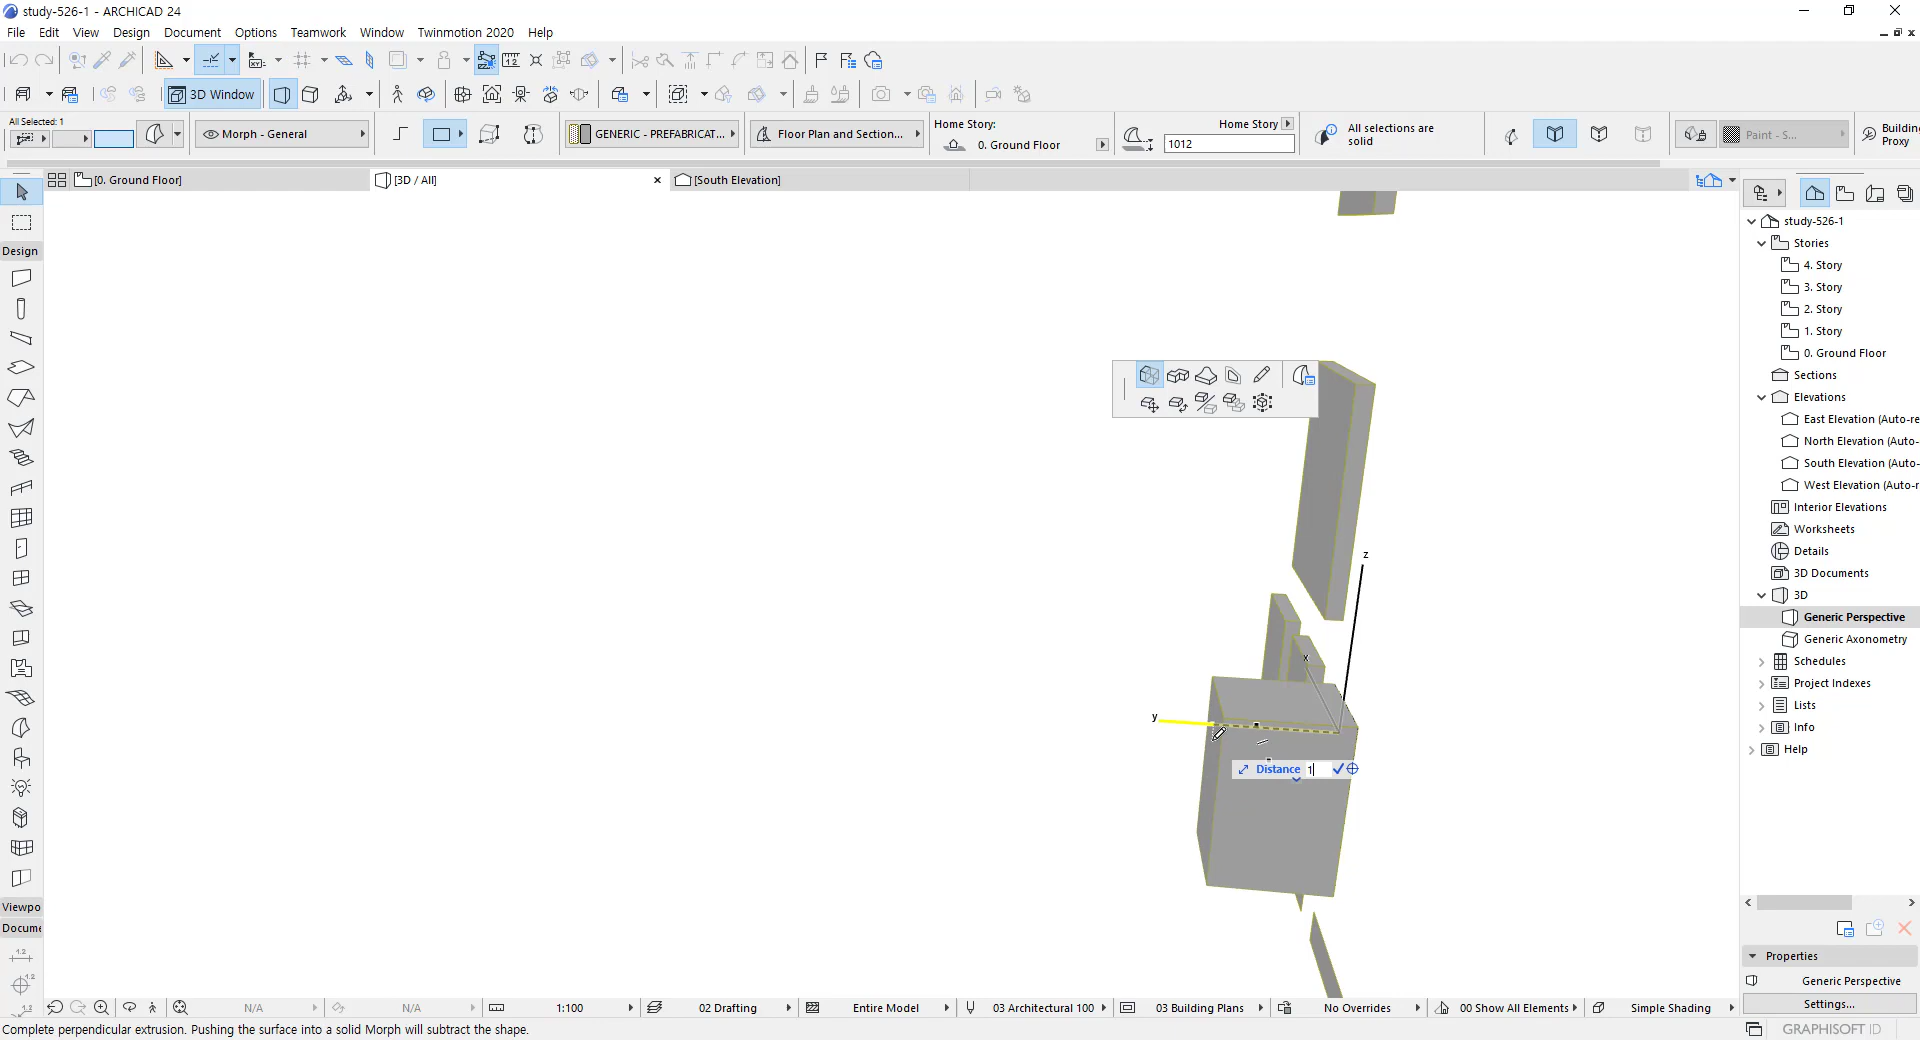 study-526-1 - ARCHICAD 24
File Edit View Design Document Options Teamwork Window Twinmotion 2020 Help
3D Window
All Selected: 1
Morph - General
GENERIC - PREFABRICAT...
Floor Plan and Section...
Home Story:
0. Ground Floor
Home Story
1012
All selections are
solid
Paint - S...
Building
Proxy
[0. Ground Floor]
[3D / All]
[South Elevation]
Design
Viewpo
Docume
1.2
1.2
1.2
z
x
y
Distance 1
study-526-1
Stories
4. Story
3. Story
2. Story
1. Story
0. Ground Floor
Sections
Elevations
East Elevation (Auto-re
North Elevation (Auto-
South Elevation (Auto-
West Elevation (Auto-r
Interior Elevations
Worksheets
Details
3D Documents
3D
Generic Perspective
Generic Axonometry
Schedules
Project Indexes
Lists
Info
Help
Properties
Generic Perspective
Settings...
N/A N/A 1:100 02 Drafting Entire Model 03 Architectural 100 03 Building Plans No Overrides 00 Show All Elements Simple Shading
Complete perpendicular extrusion. Pushing the surface into a solid Morph will subtract the shape.
GRAPHISOFT ID